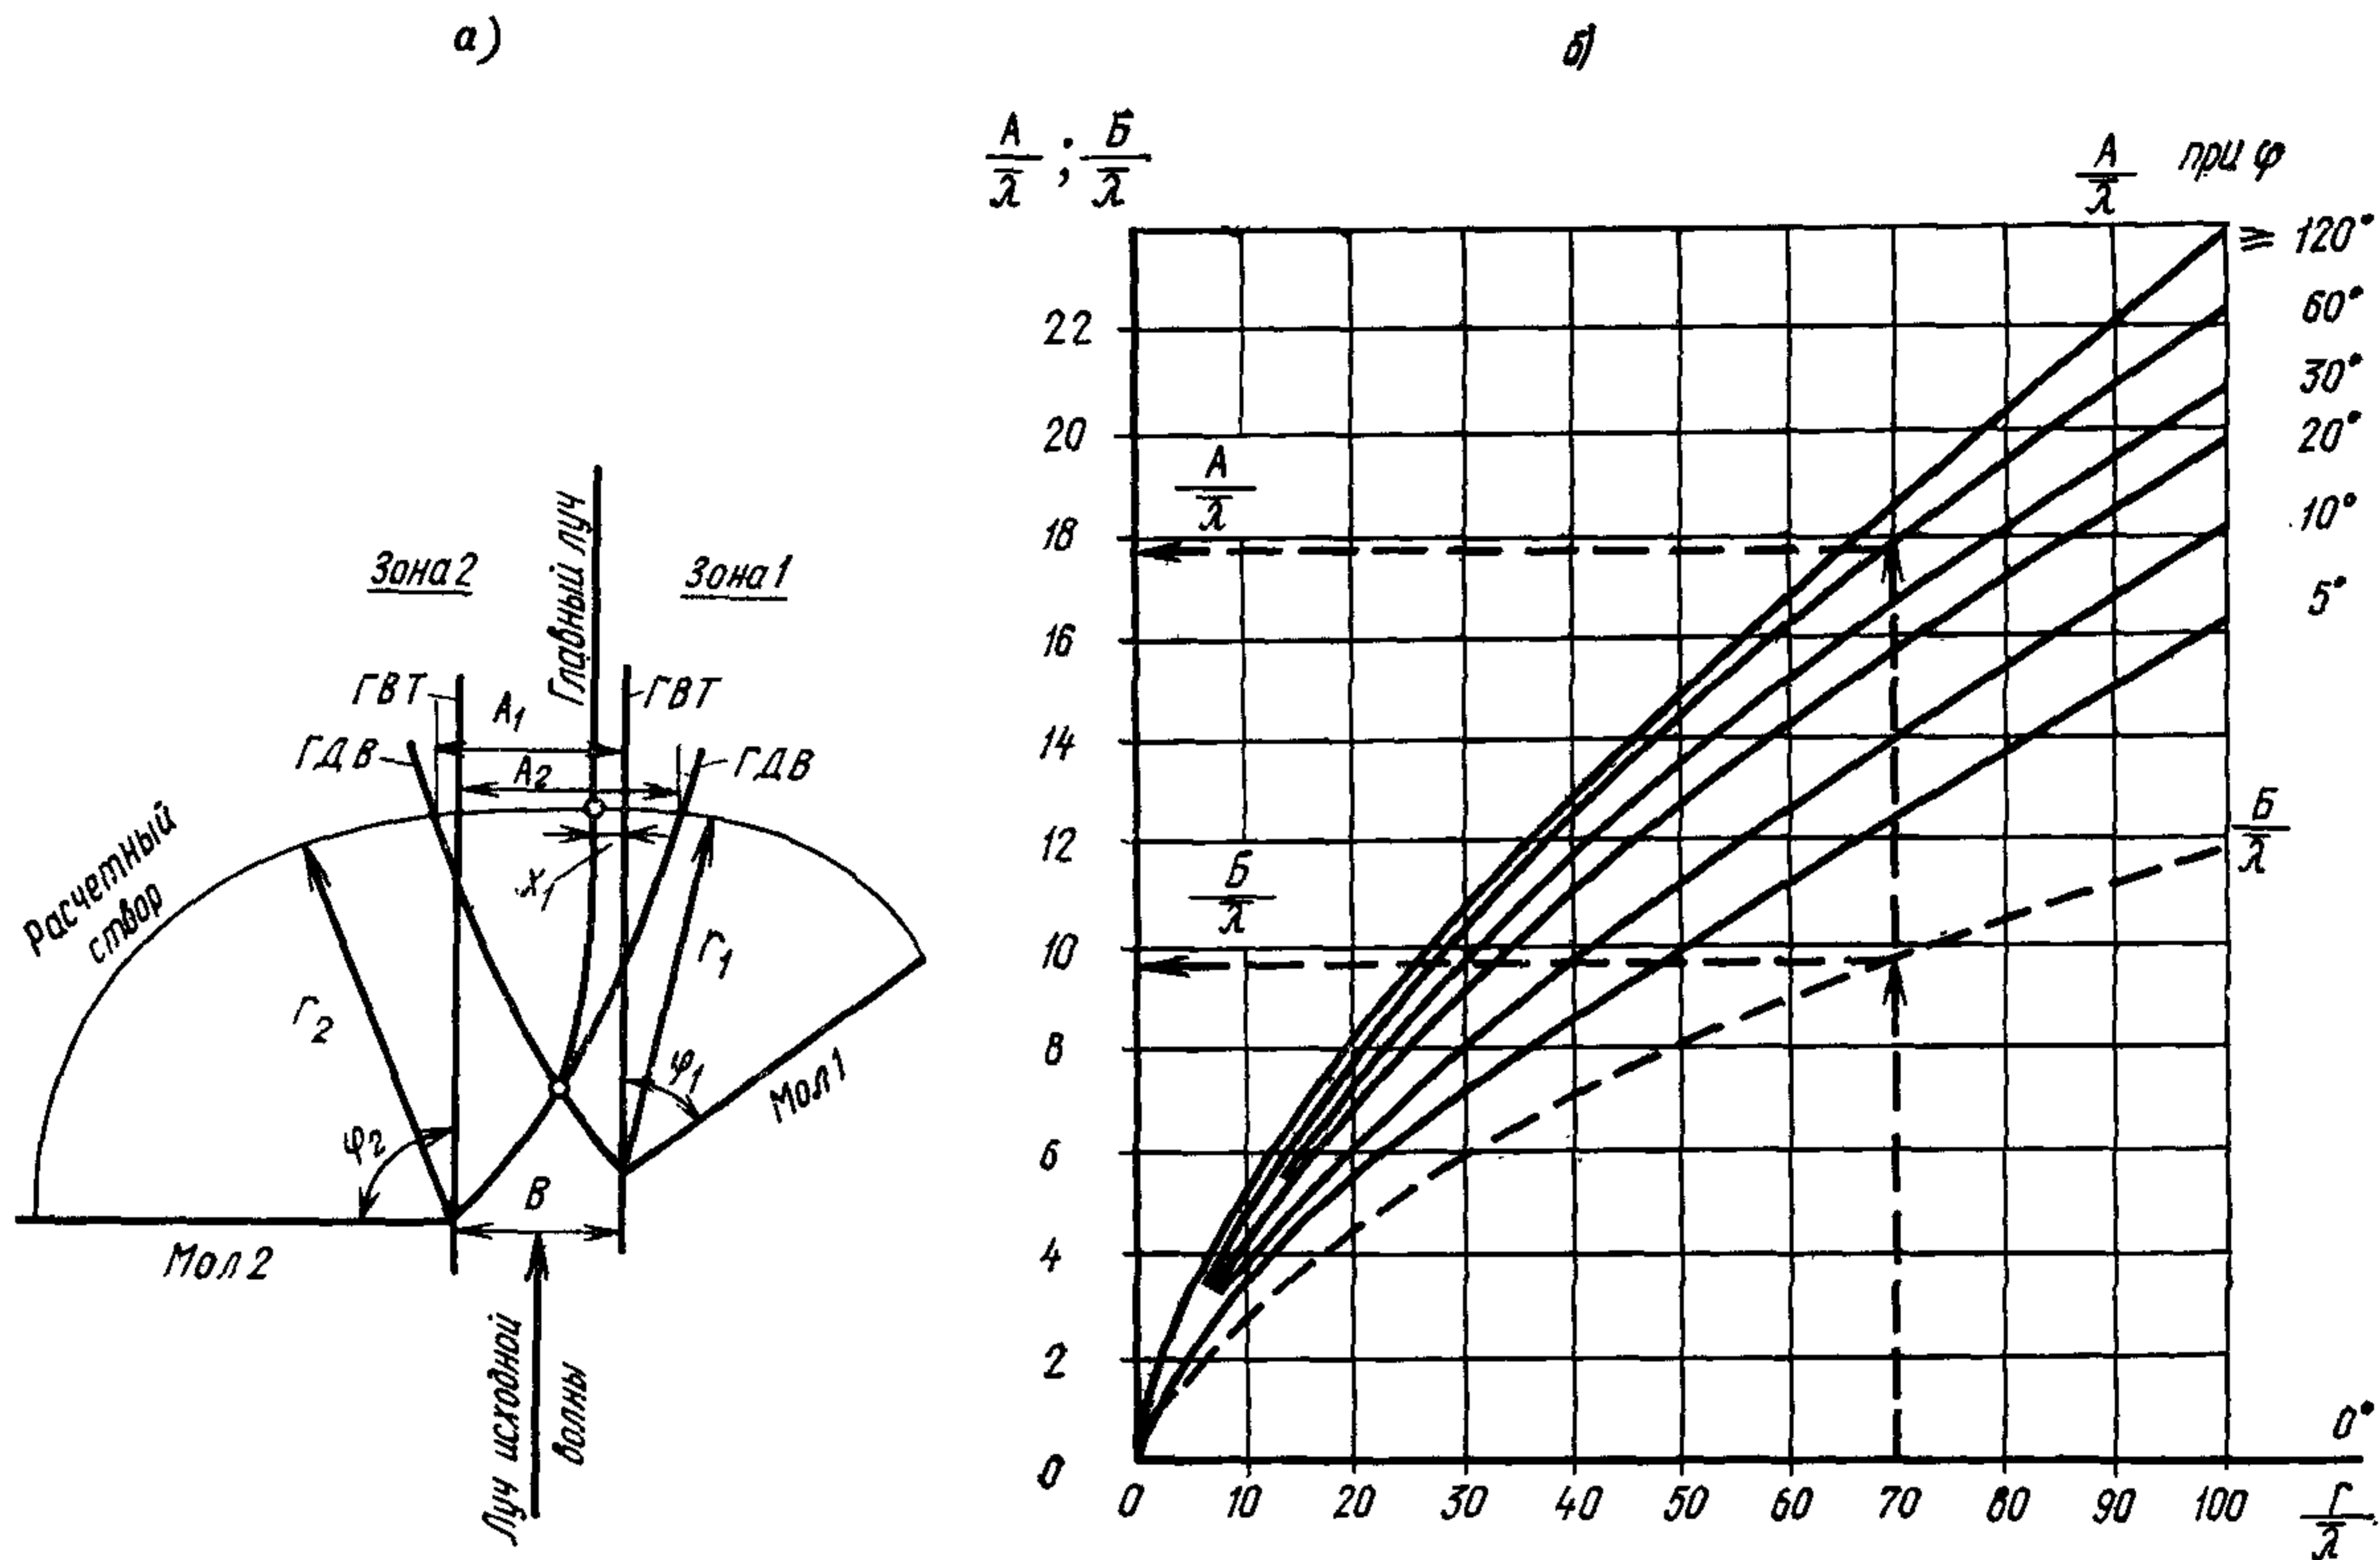 а)
Зона 2
Зона 1
Главный луч
ГВТ
A₁
ГВТ
ГДВ
A₂
ГДВ
Расчетный
створ
x₁
r₁
r₂
φ₁
Мол 1
φ₂
В
Мол 2
Луч исходной
волны
б)
А/λ̅ ; Б/λ̅
А/λ̅ при φ
≥ 120°
60°
30°
20°
10°
5°
0°
22
20
18
16
14
12
10
8
6
4
2
0
А/λ̅
Б/λ̅
Б/λ̅
0 10 20 30 40 50 60 70 80 90 100 r/λ̅